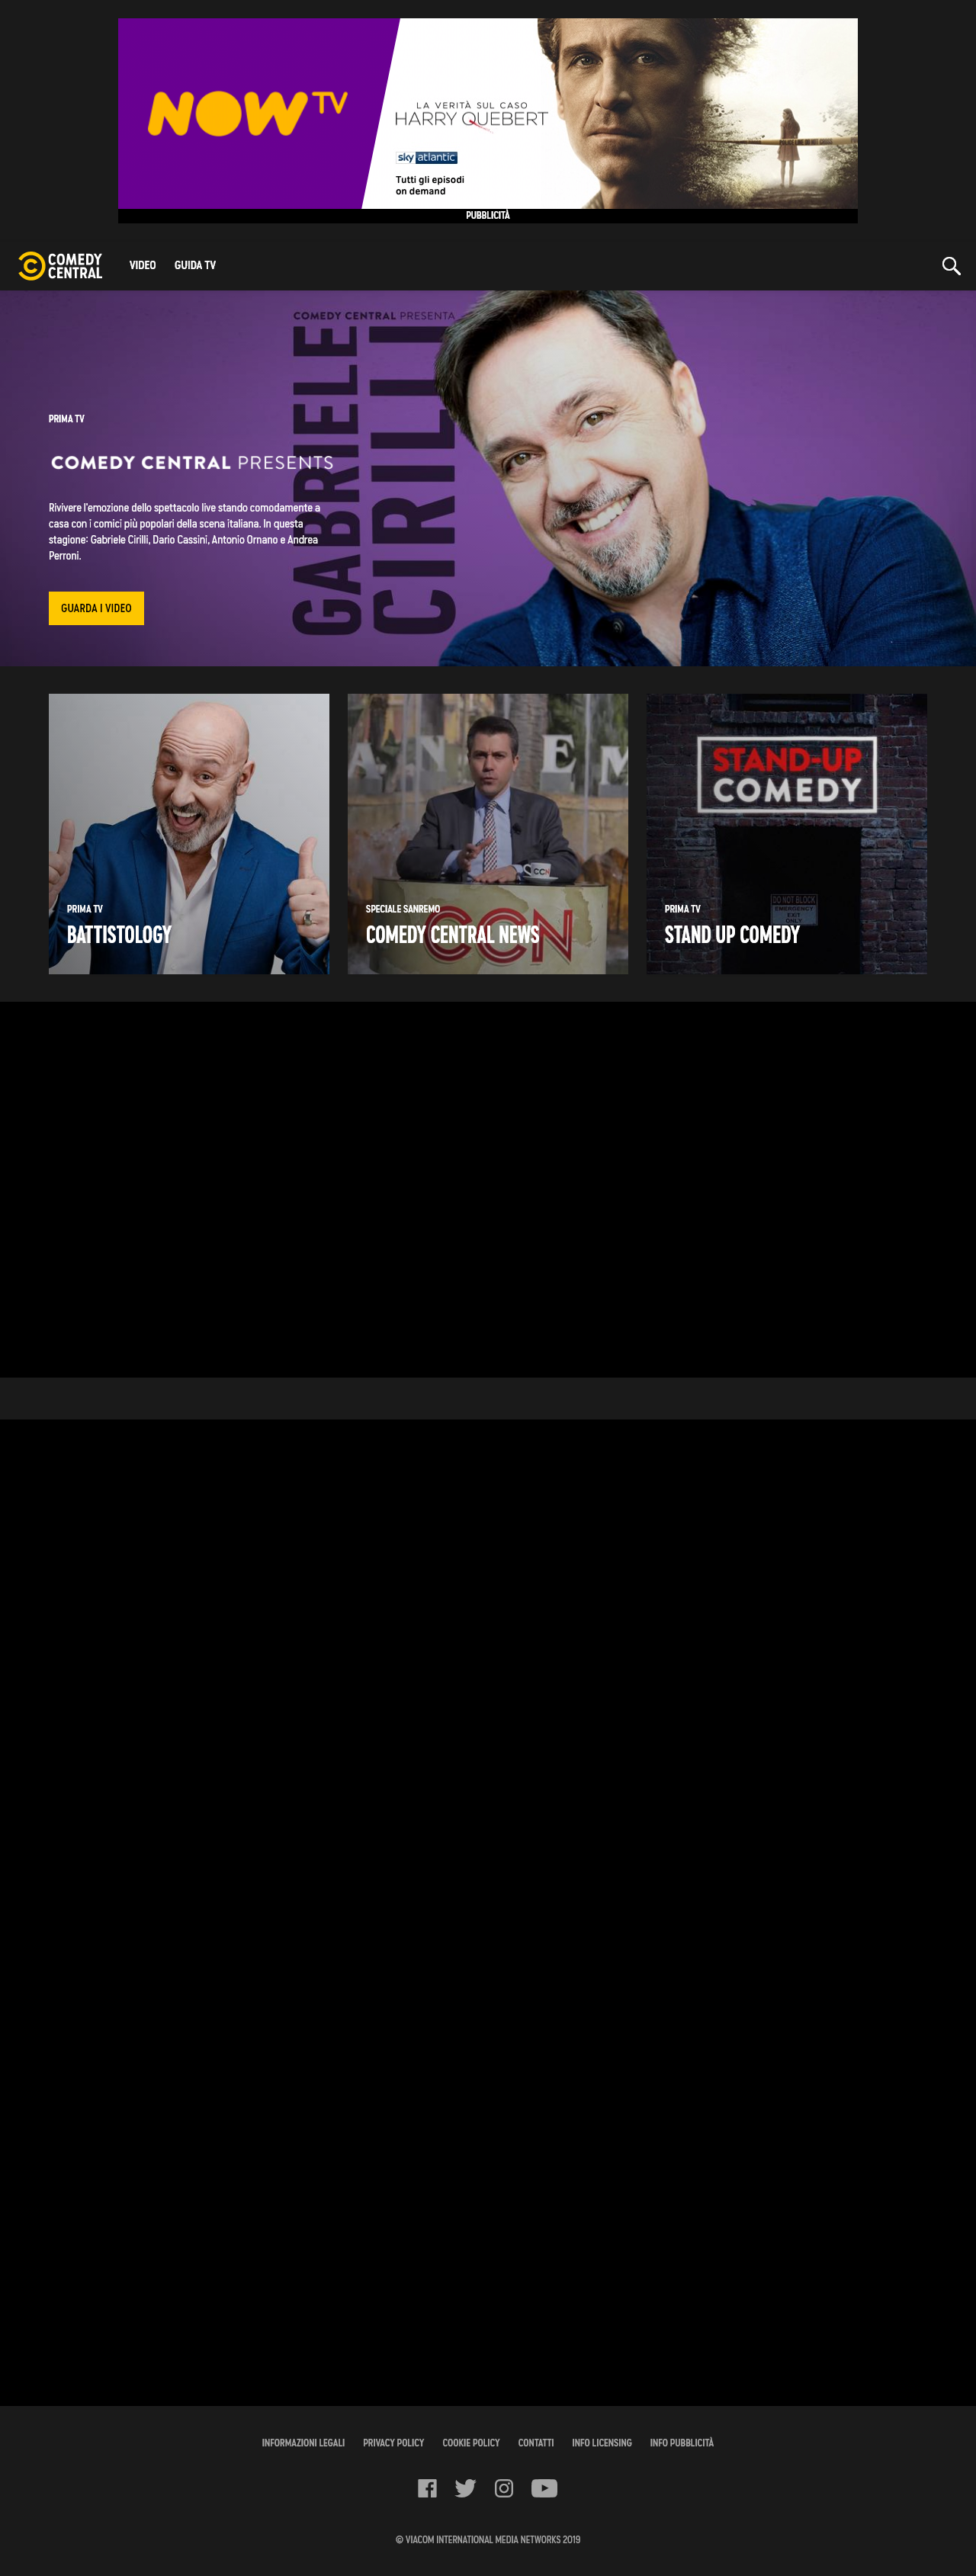 NOW TV
LA VERITÀ SUL CASO
HARRY QUEBERT
sky atlantic
Tutti gli episodi
on demand
PUBBLICITÀ
COMEDY
CENTRAL
VIDEO
GUIDA TV
COMEDY CENTRAL PRESENTA
GABRIELE
CIRILLI
PRIMA TV
COMEDY CENTRAL PRESENTS
Rivivere l'emozione dello spettacolo live stando comodamente a
casa con i comici più popolari della scena italiana. In questa
stagione: Gabriele Cirilli, Dario Cassini, Antonio Ornano e Andrea
Perroni.
GUARDA I VIDEO
PRIMA TV
BATTISTOLOGY
AN EM
CCN
CCN
SPECIALE SANREMO
COMEDY CENTRAL NEWS
STAND-UP
COMEDY
DO NOT BLOCK
EMERGENCY
EXIT
ONLY
PRIMA TV
STAND UP COMEDY
INFORMAZIONI LEGALI
PRIVACY POLICY
COOKIE POLICY
CONTATTI
INFO LICENSING
INFO PUBBLICITÀ
© VIACOM INTERNATIONAL MEDIA NETWORKS 2019